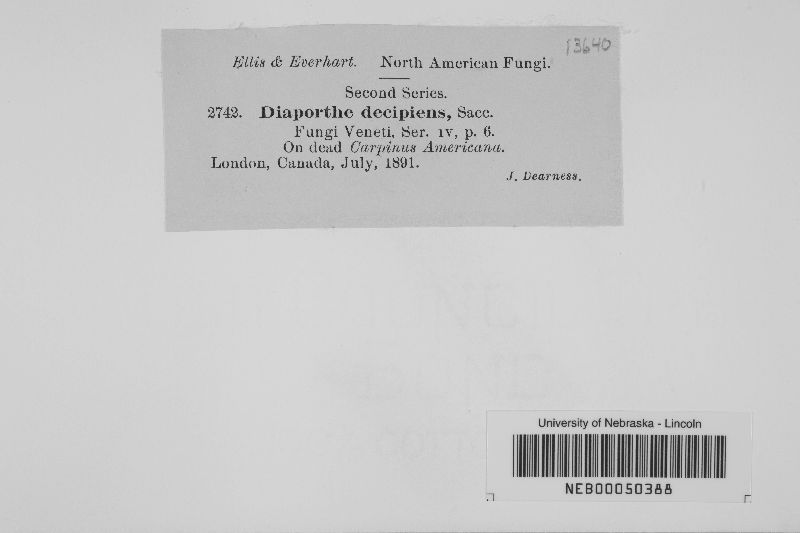 13640
Ellis & Everhart. North American Fungi.
Second Series.
2742. Diaporthe decipiens, Sacc.
Fungi Veneti, Ser. IV, p. 6.
On dead Carpinus Americana.
London, Canada, July, 1891.
J. Dearness.
University of Nebraska - Lincoln
NEB00050388